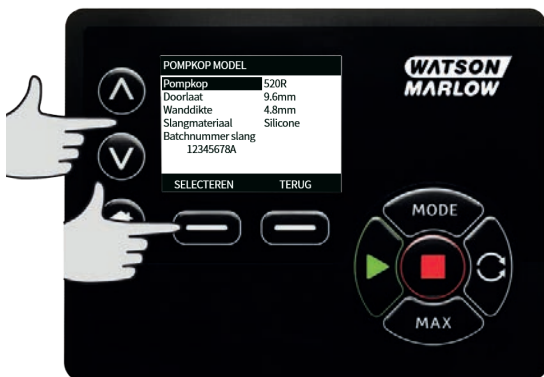 POMPKOP MODEL
Pompkop 520R
Doorlaat 9.6mm
Wanddikte 4.8mm
Slangmateriaal Silicone
Batchnummer slang
12345678A
SELECTEREN TERUG
WATSON
MARLOW
MODE
MAX